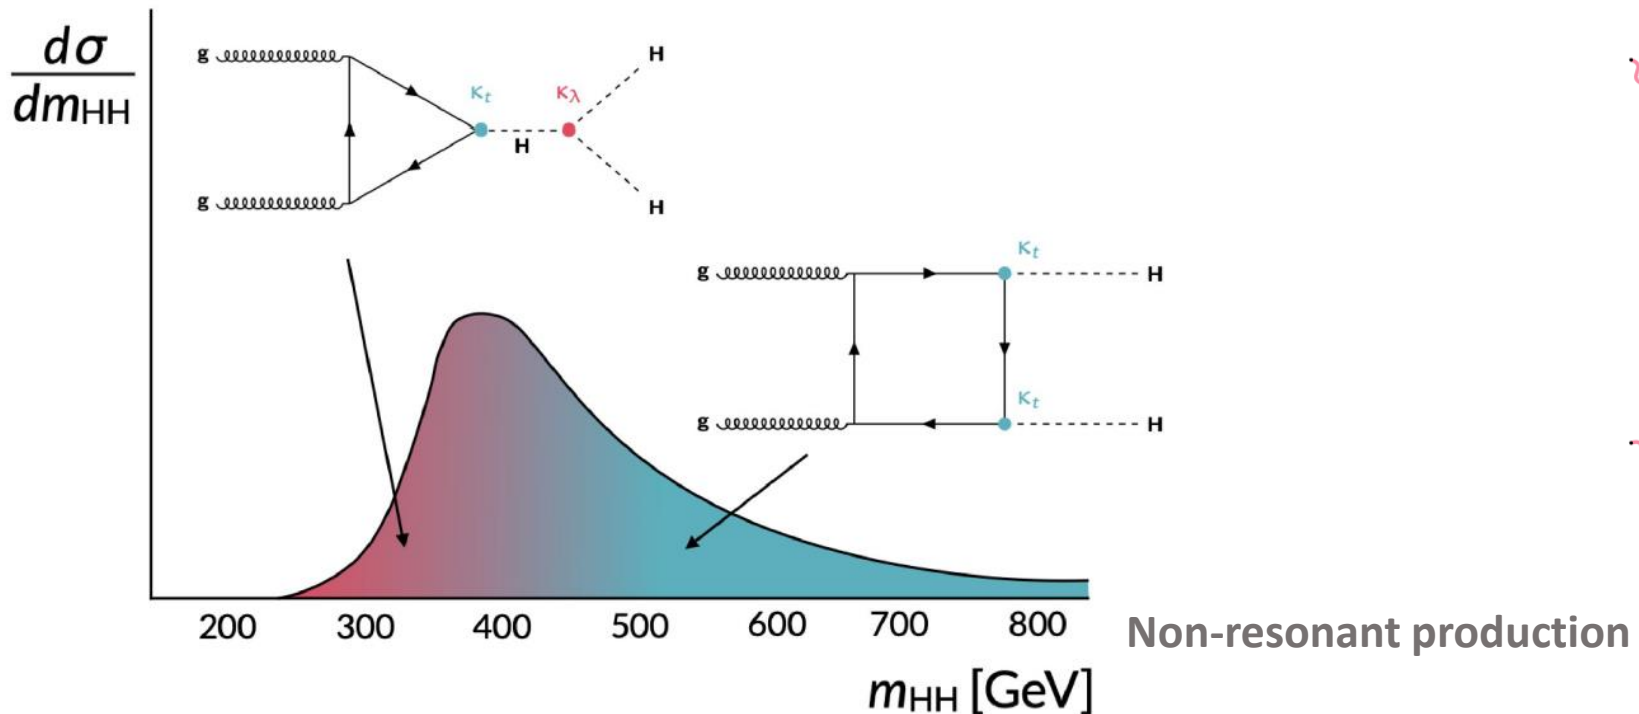 dσ
dmHH
g
g
κt
κλ
H
H
H
g
g
κt
κt
H
H
200 300 400 500 600 700 800
mHH [GeV]
Non-resonant production